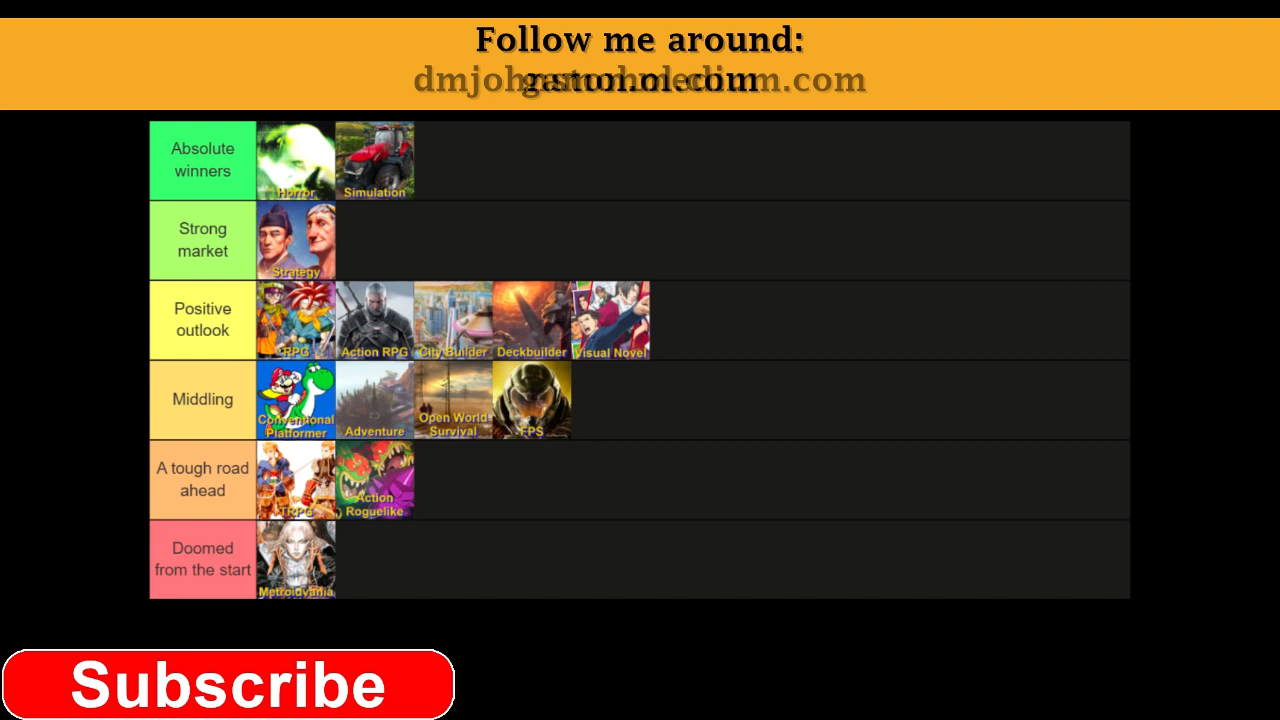 Follow me around:
Absolute
winners
Horror
Simulation
Strong
market
Strategy
Positive
outlook
RPG
Action RPG
City Builder
Deckbuilder
Visual Novel
Middling
Conventional
Platformer
Adventure
Open World
Survival
FPS
A tough road
ahead
TRPG
Action
Roguelike
Doomed
from the start
Metroidvania
Subscribe